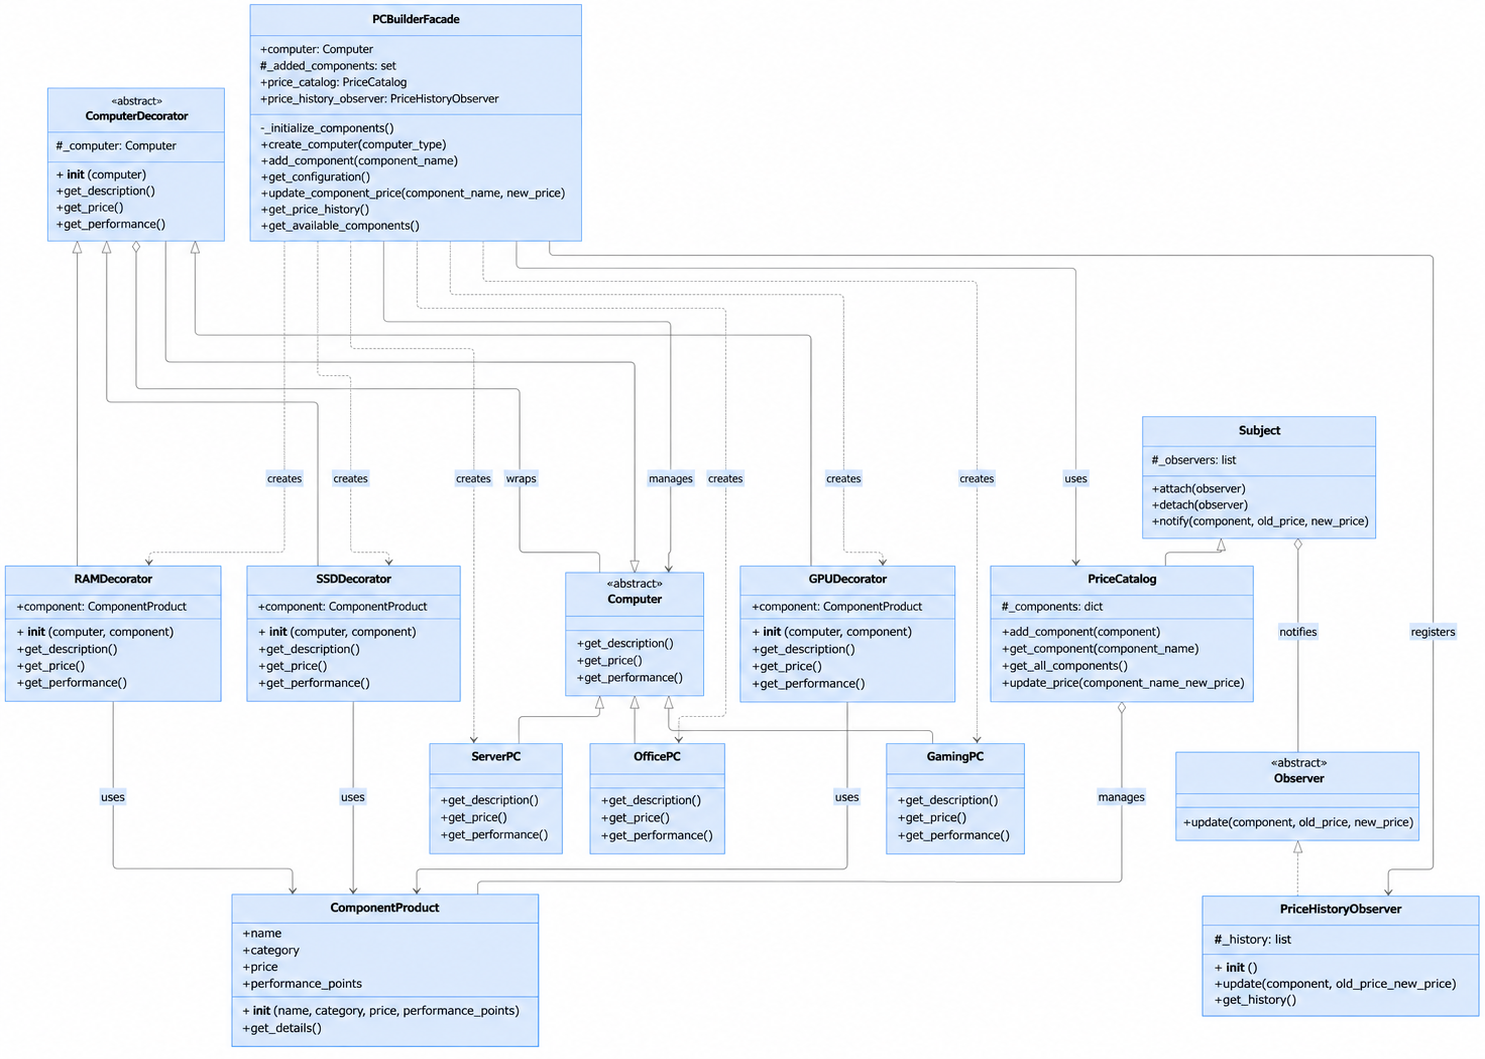 PCBuilderFacade
+computer: Computer
#_added_components: set
+price_catalog: PriceCatalog
+price_history_observer: PriceHistoryObserver
-_initialize_components()
+create_computer(computer_type)
+add_component(component_name)
+get_configuration()
+update_component_price(component_name, new_price)
+get_price_history()
+get_available_components()
«abstract»
ComputerDecorator
#_computer: Computer
+ init (computer)
+get_description()
+get_price()
+get_performance()
Subject
#_observers: list
+attach(observer)
+detach(observer)
+notify(component, old_price, new_price)
creates
creates
creates
wraps
manages
creates
creates
creates
uses
RAMDecorator
+component: ComponentProduct
+ init (computer, component)
+get_description()
+get_price()
+get_performance()
SSDDecorator
+component: ComponentProduct
+ init (computer, component)
+get_description()
+get_price()
+get_performance()
«abstract»
Computer
+get_description()
+get_price()
+get_performance()
GPUDecorator
+component: ComponentProduct
+ init (computer, component)
+get_description()
+get_price()
+get_performance()
PriceCatalog
#_components: dict
+add_component(component)
+get_component(component_name)
+get_all_components()
+update_price(component_name_new_price)
notifies
registers
ServerPC
+get_description()
+get_price()
+get_performance()
OfficePC
+get_description()
+get_price()
+get_performance()
GamingPC
+get_description()
+get_price()
+get_performance()
«abstract»
Observer
+update(component, old_price, new_price)
uses
uses
uses
manages
ComponentProduct
+name
+category
+price
+performance_points
+ init (name, category, price, performance_points)
+get_details()
PriceHistoryObserver
#_history: list
+ init ()
+update(component, old_price_new_price)
+get_history()